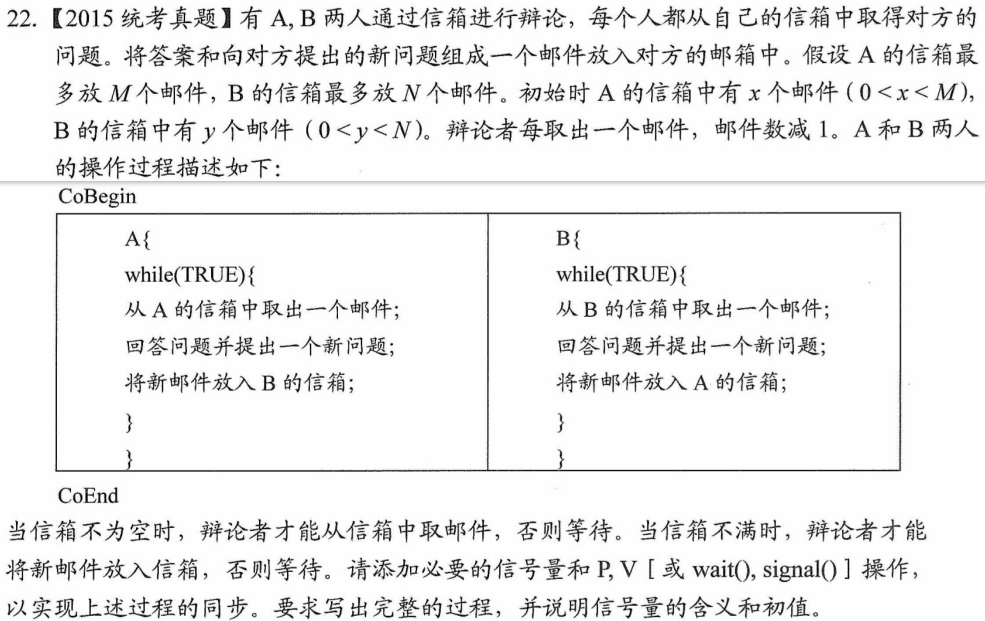 22.【2015 统考真题】有 A, B 两人通过信箱进行辩论，每个人都从自己的信箱中取得对方的
问题。将答案和向对方提出的新问题组成一个邮件放入对方的邮箱中。假设 A 的信箱最
多放 M 个邮件，B 的信箱最多放 N 个邮件。初始时 A 的信箱中有 x 个邮件（0<x<M），
B 的信箱中有 y 个邮件（0<y<N）。辩论者每取出一个邮件，邮件数减 1。A 和 B 两人
的操作过程描述如下：
CoBegin
A{
while(TRUE){
从 A 的信箱中取出一个邮件；
回答问题并提出一个新问题；
将新邮件放入 B 的信箱；
}
}
B{
while(TRUE){
从 B 的信箱中取出一个邮件；
回答问题并提出一个新问题；
将新邮件放入 A 的信箱；
}
}
CoEnd
当信箱不为空时，辩论者才能从信箱中取邮件，否则等待。当信箱不满时，辩论者才能
将新邮件放入信箱，否则等待。请添加必要的信号量和 P, V［或 wait(), signal()］操作，
以实现上述过程的同步。要求写出完整的过程，并说明信号量的含义和初值。